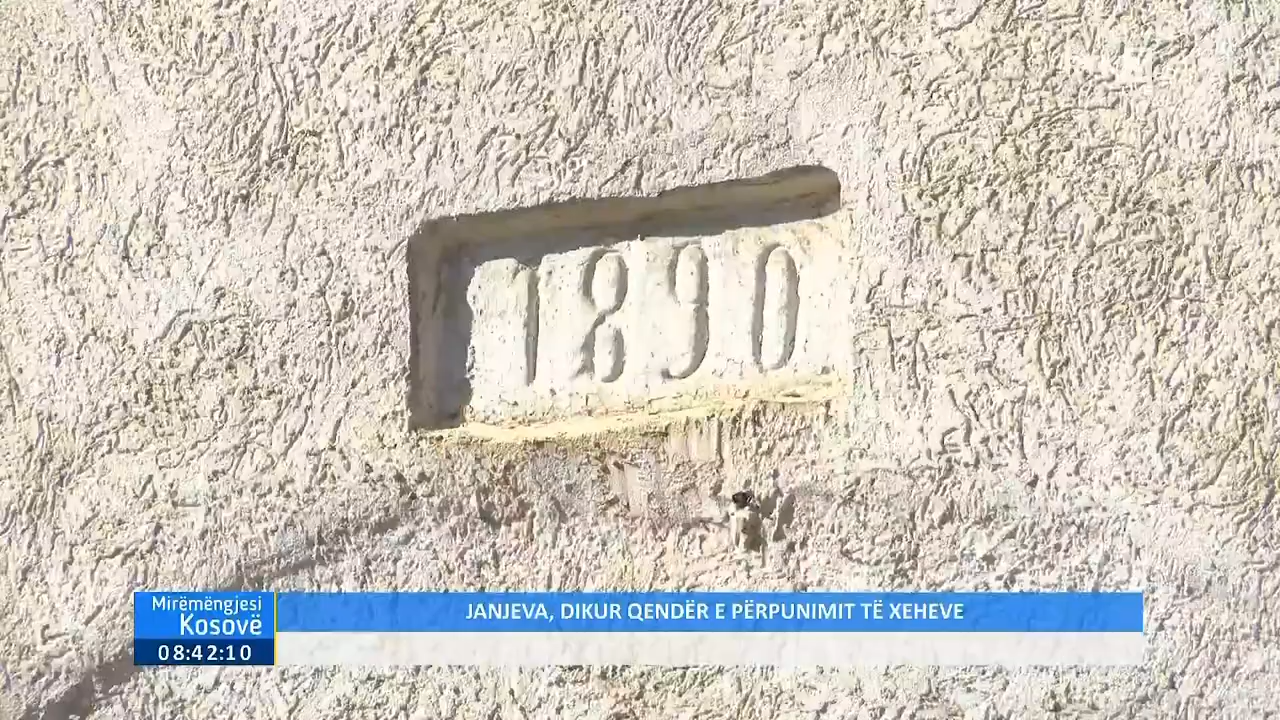 1890
Mirëmëngjesi
Kosovë
08:42:10
JANJEVA, DIKUR QENDËR E PËRPUNIMIT TË XEHEVE